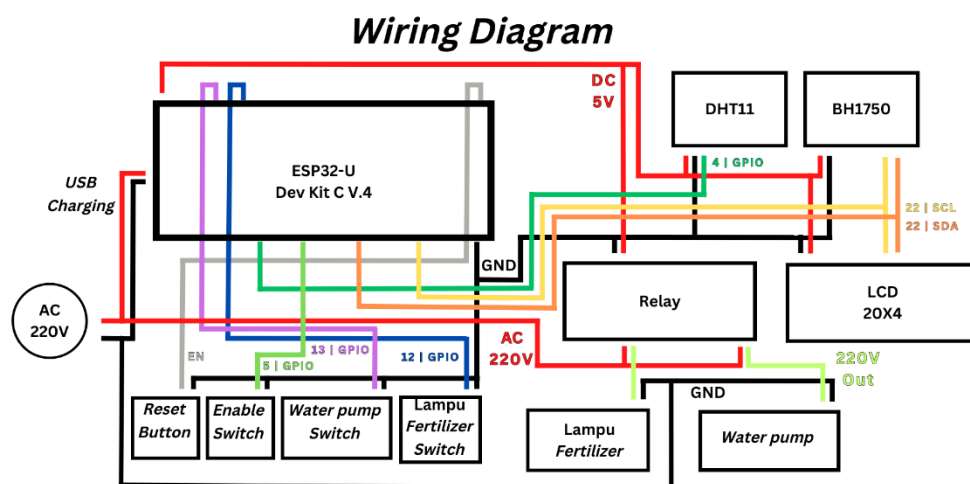 Wiring Diagram
DC
5V
DHT11
BH1750
ESP32-U
Dev Kit C V.4
4 | GPIO
USB
Charging
22 | SCL
22 | SDA
GND
AC
220V
Relay
LCD
20X4
EN
13 | GPIO
5 | GPIO
12 | GPIO
AC
220V
220V
Out
GND
Reset
Button
Enable
Switch
Water pump
Switch
Lampu
Fertilizer
Switch
Lampu
Fertilizer
Water pump